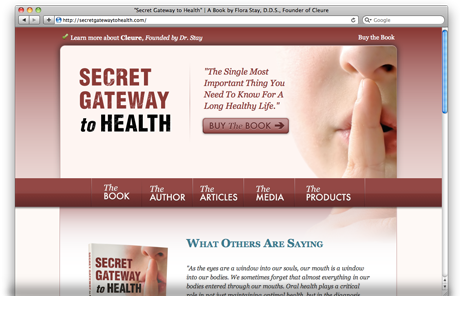 "Secret Gateway to Health" | A Book by Flora Stay, D.D.S., Founder of Cleure
http://secretgatewaytohealth.com/
Google
Learn more about Cleure, Founded by Dr. Stay
Buy the Book
SECRET
GATEWAY
to HEALTH
"The Single Most
Important Thing You
Need To Know For A
Long Healthy Life."
BUY The BOOK
The BOOK
The AUTHOR
The ARTICLES
The MEDIA
The PRODUCTS
WHAT OTHERS ARE SAYING
SECRET
GATEWAY
to HEALTH
"As the eyes are a window into our souls, our mouth is a window
into our bodies. We sometimes forget that almost everything in our
bodies entered through our mouths. Oral health plays a critical
role in not just maintaining optimal health, but in the diagnosis